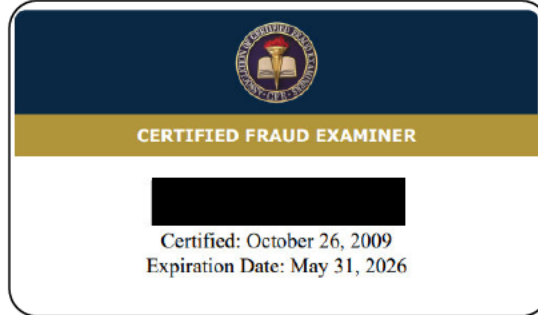 CERTIFIED FRAUD EXAMINER
Certified: October 26, 2009
Expiration Date: May 31, 2026